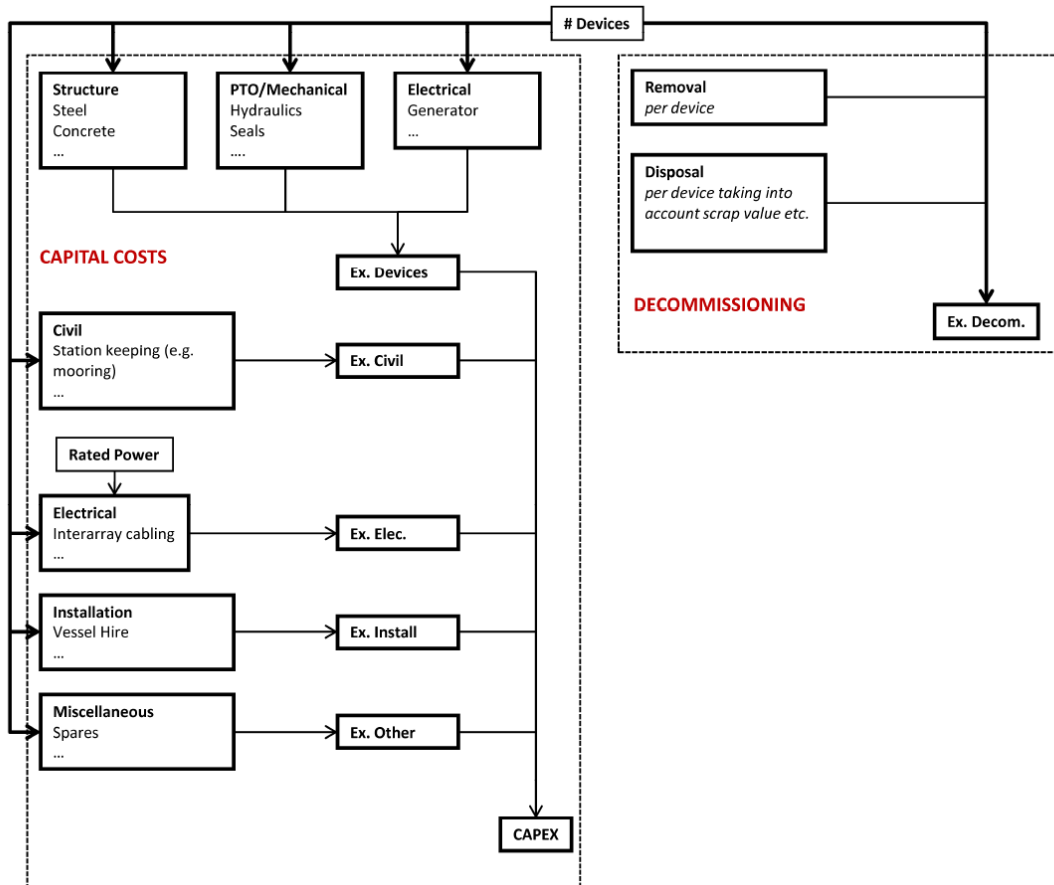 # Devices
Structure
Steel
Concrete
…
PTO/Mechanical
Hydraulics
Seals
….
Electrical
Generator
…
Removal
per device
Disposal
per device taking into
account scrap value etc.
CAPITAL COSTS
Ex. Devices
DECOMMISSIONING
Ex. Decom.
Civil
Station keeping (e.g.
mooring)
…
Ex. Civil
Rated Power
Electrical
Interarray cabling
…
Ex. Elec.
Installation
Vessel Hire
…
Ex. Install
Miscellaneous
Spares
…
Ex. Other
CAPEX